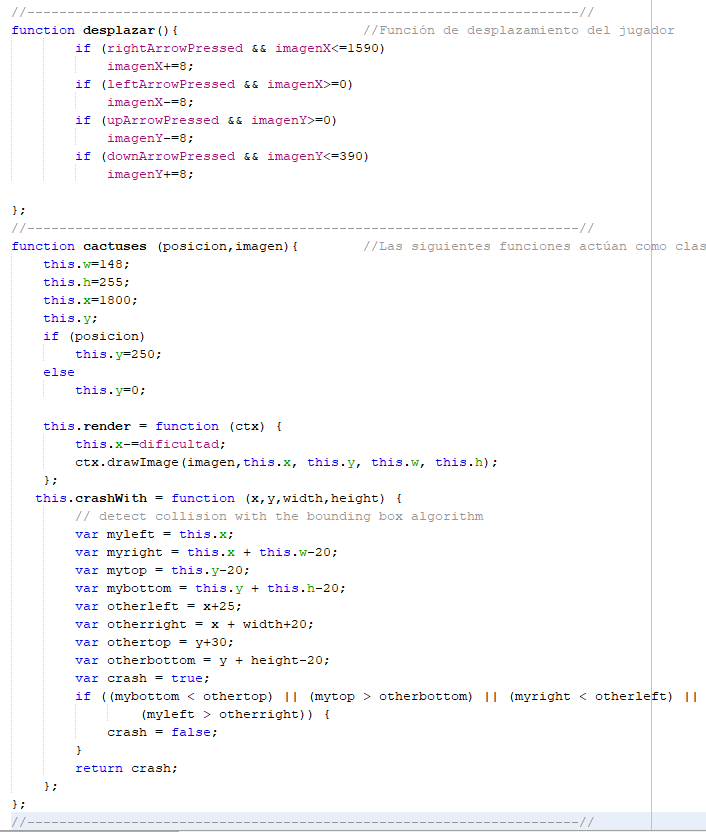 //---------------------------------------------------------------------//
function desplazar(){                       //Función de desplazamiento del jugador
        if (rightArrowPressed && imagenX<=1590)
            imagenX+=8;
        if (leftArrowPressed && imagenX>=0)
            imagenX-=8;
        if (upArrowPressed && imagenY>=0)
            imagenY-=8;
        if (downArrowPressed && imagenY<=390)
            imagenY+=8;

};
//---------------------------------------------------------------------//
function cactuses (posicion,imagen){        //Las siguientes funciones actúan como clas
    this.w=148;
    this.h=255;
    this.x=1800;
    this.y;
    if (posicion)
        this.y=250;
    else
        this.y=0;

    this.render = function (ctx) {
        this.x-=dificultad;
        ctx.drawImage(imagen,this.x, this.y, this.w, this.h);
    };
   this.crashWith = function (x,y,width,height) {
        // detect collision with the bounding box algorithm
        var myleft = this.x;
        var myright = this.x + this.w-20;
        var mytop = this.y-20;
        var mybottom = this.y + this.h-20;
        var otherleft = x+25;
        var otherright = x + width+20;
        var othertop = y+30;
        var otherbottom = y + height-20;
        var crash = true;
        if ((mybottom < othertop) || (mytop > otherbottom) || (myright < otherleft) ||
                (myleft > otherright)) {
            crash = false;
        }
        return crash;
    };
};
//---------------------------------------------------------------------//